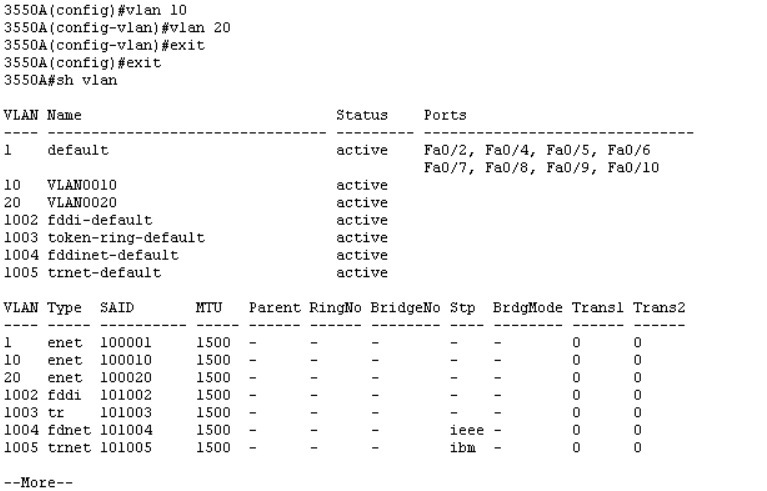 3550A(config)#vlan 10
3550A(config-vlan)#vlan 20
3550A(config-vlan)#exit
3550A(config)#exit
3550A#sh vlan
VLAN Name                             Status    Ports
---- -------------------------------- --------- -------------------------------
1    default                          active    Fa0/2, Fa0/4, Fa0/5, Fa0/6
                                                Fa0/7, Fa0/8, Fa0/9, Fa0/10
10   VLAN0010                         active
20   VLAN0020                         active
1002 fddi-default                     active
1003 token-ring-default               active
1004 fddinet-default                  active
1005 trnet-default                    active
VLAN Type  SAID       MTU   Parent RingNo BridgeNo Stp  BrdgMode Trans1 Trans2
---- ----- ---------- ----- ------ ------ -------- ---- -------- ------ ------
1    enet  100001     1500  -      -      -        -    -        0      0
10   enet  100010     1500  -      -      -        -    -        0      0
20   enet  100020     1500  -      -      -        -    -        0      0
1002 fddi  101002     1500  -      -      -        -    -        0      0
1003 tr    101003     1500  -      -      -        -    -        0      0
1004 fdnet 101004     1500  -      -      -        ieee -        0      0
1005 trnet 101005     1500  -      -      -        ibm  -        0      0
--More--